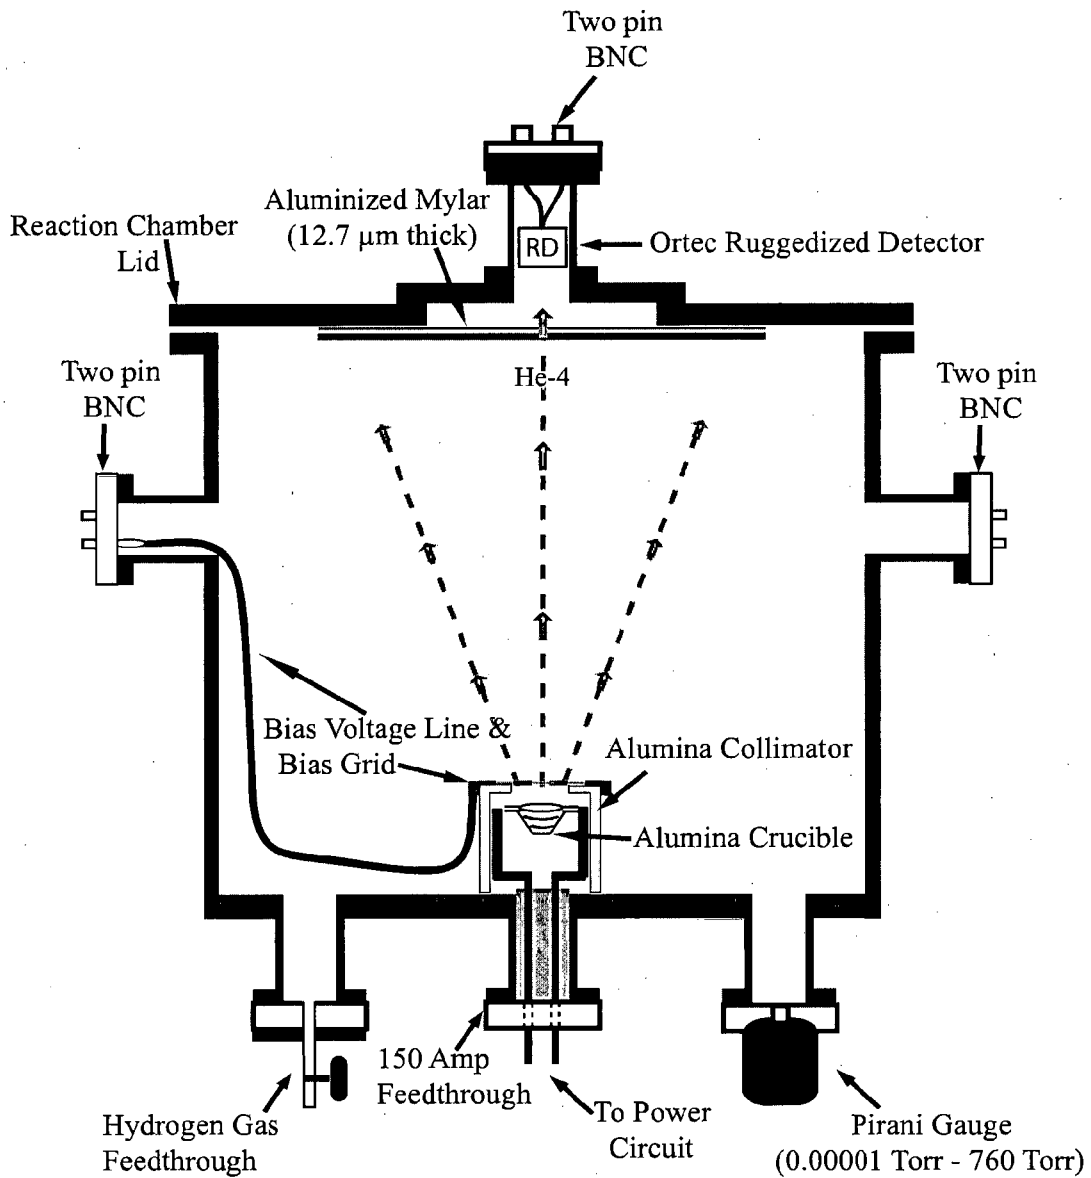 Two pin
BNC
Aluminized Mylar
(12.7 μm thick)
Reaction Chamber
Lid
RD
Ortec Ruggedized Detector
He-4
Two pin
BNC
Two pin
BNC
Bias Voltage Line &
Bias Grid
Alumina Collimator
Alumina Crucible
150 Amp
Feedthrough
Hydrogen Gas
Feedthrough
To Power
Circuit
Pirani Gauge
(0.00001 Torr - 760 Torr)